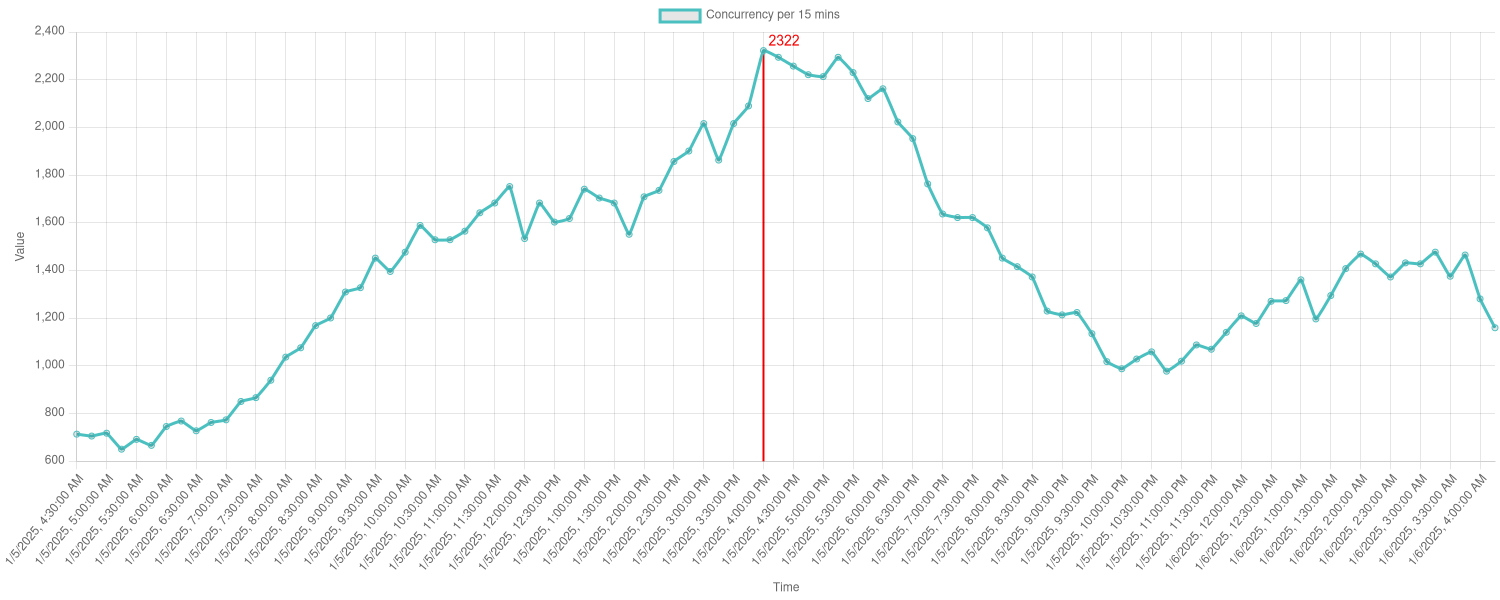 Concurrency per 15 mins
2322
Value
2,400
2,200
2,000
1,800
1,600
1,400
1,200
1,000
800
600
1/5/2025, 4:30:00 AM
1/5/2025, 5:00:00 AM
1/5/2025, 5:30:00 AM
1/5/2025, 6:00:00 AM
1/5/2025, 6:30:00 AM
1/5/2025, 7:00:00 AM
1/5/2025, 7:30:00 AM
1/5/2025, 8:00:00 AM
1/5/2025, 8:30:00 AM
1/5/2025, 9:00:00 AM
1/5/2025, 9:30:00 AM
1/5/2025, 10:00:00 AM
1/5/2025, 10:30:00 AM
1/5/2025, 11:00:00 AM
1/5/2025, 11:30:00 AM
1/5/2025, 12:00:00 PM
1/5/2025, 12:30:00 PM
1/5/2025, 1:00:00 PM
1/5/2025, 1:30:00 PM
1/5/2025, 2:00:00 PM
1/5/2025, 2:30:00 PM
1/5/2025, 3:00:00 PM
1/5/2025, 3:30:00 PM
1/5/2025, 4:00:00 PM
1/5/2025, 4:30:00 PM
1/5/2025, 5:00:00 PM
1/5/2025, 5:30:00 PM
1/5/2025, 6:00:00 PM
1/5/2025, 6:30:00 PM
1/5/2025, 7:00:00 PM
1/5/2025, 7:30:00 PM
1/5/2025, 8:00:00 PM
1/5/2025, 8:30:00 PM
1/5/2025, 9:00:00 PM
1/5/2025, 9:30:00 PM
1/5/2025, 10:00:00 PM
1/5/2025, 10:30:00 PM
1/5/2025, 11:00:00 PM
1/5/2025, 11:30:00 PM
1/6/2025, 12:00:00 AM
1/6/2025, 12:30:00 AM
1/6/2025, 1:00:00 AM
1/6/2025, 1:30:00 AM
1/6/2025, 2:00:00 AM
1/6/2025, 2:30:00 AM
1/6/2025, 3:00:00 AM
1/6/2025, 3:30:00 AM
1/6/2025, 4:00:00 AM
Time